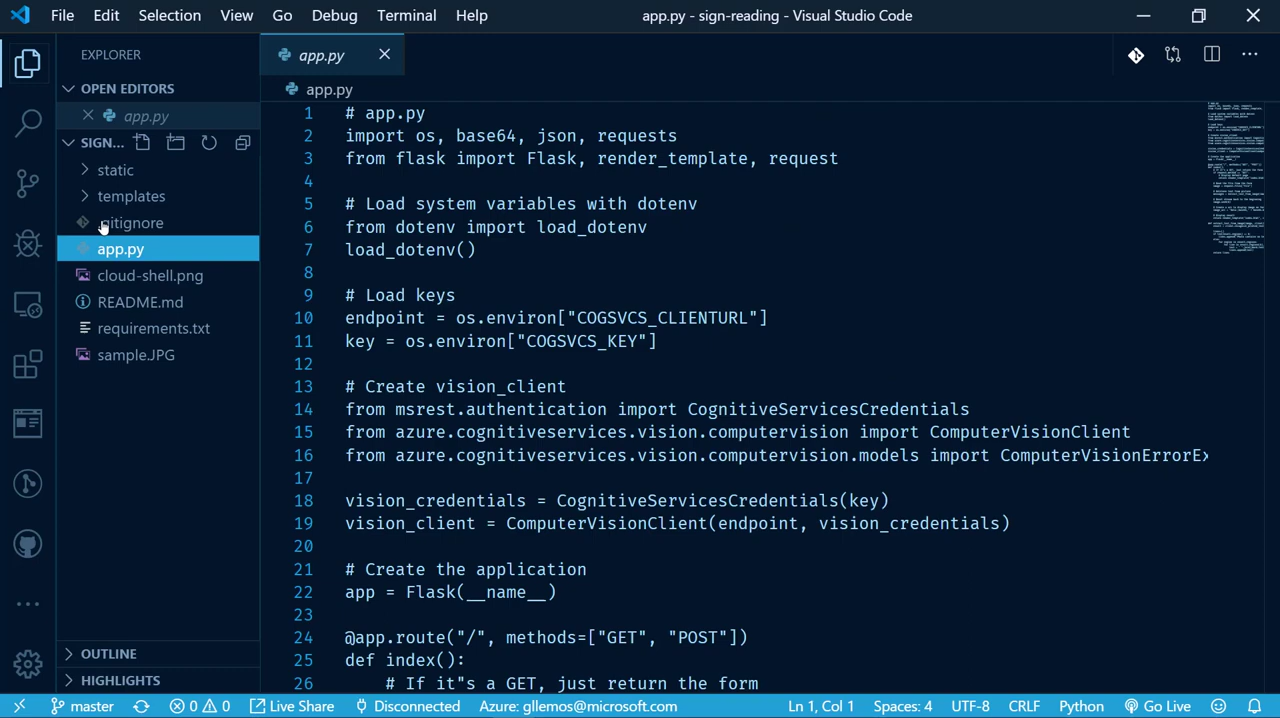 File Edit Selection View Go Debug Terminal Help
app.py - sign-reading - Visual Studio Code
EXPLORER
OPEN EDITORS
app.py
SIGN...
static
templates
gitignore
app.py
cloud-shell.png
README.md
requirements.txt
sample.JPG
OUTLINE
HIGHLIGHTS
app.py
app.py
1 # app.py
2 import os, base64, json, requests
3 from flask import Flask, render_template, request
4
5 # Load system variables with dotenv
6 from dotenv import load_dotenv
7 load_dotenv()
8
9 # Load keys
10 endpoint = os.environ["COGSVCS_CLIENTURL"]
11 key = os.environ["COGSVCS_KEY"]
12
13 # Create vision_client
14 from msrest.authentication import CognitiveServicesCredentials
15 from azure.cognitiveservices.vision.computervision import ComputerVisionClient
16 from azure.cognitiveservices.vision.computervision.models import ComputerVisionErrorEx
17
18 vision_credentials = CognitiveServicesCredentials(key)
19 vision_client = ComputerVisionClient(endpoint, vision_credentials)
20
21 # Create the application
22 app = Flask(__name__)
23
24 @app.route("/", methods=["GET", "POST"])
25 def index():
26 # If it"s a GET, just return the form
master 0 0 Live Share Disconnected Azure: gllemos@microsoft.com Ln 1, Col 1 Spaces: 4 UTF-8 CRLF Python Go Live